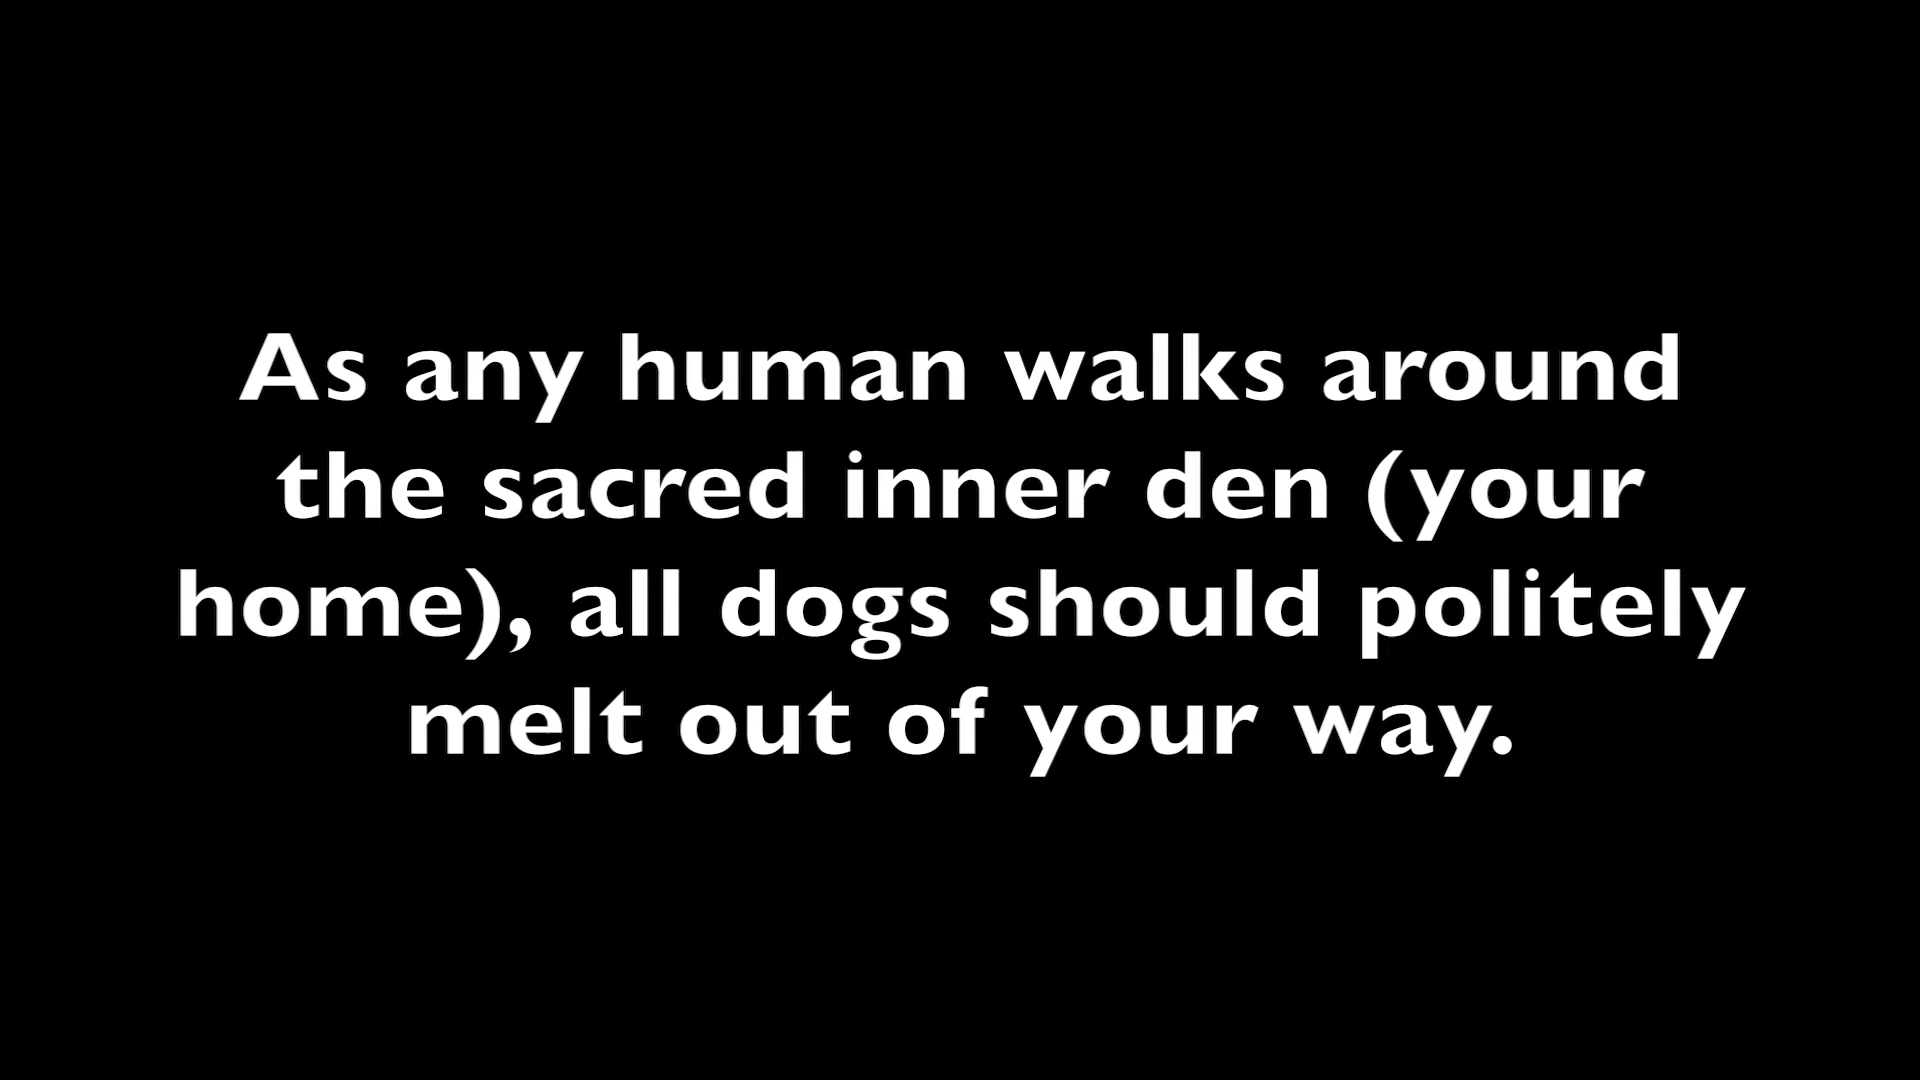 As any human walks around
the sacred inner den (your
home), all dogs should politely
melt out of your way.